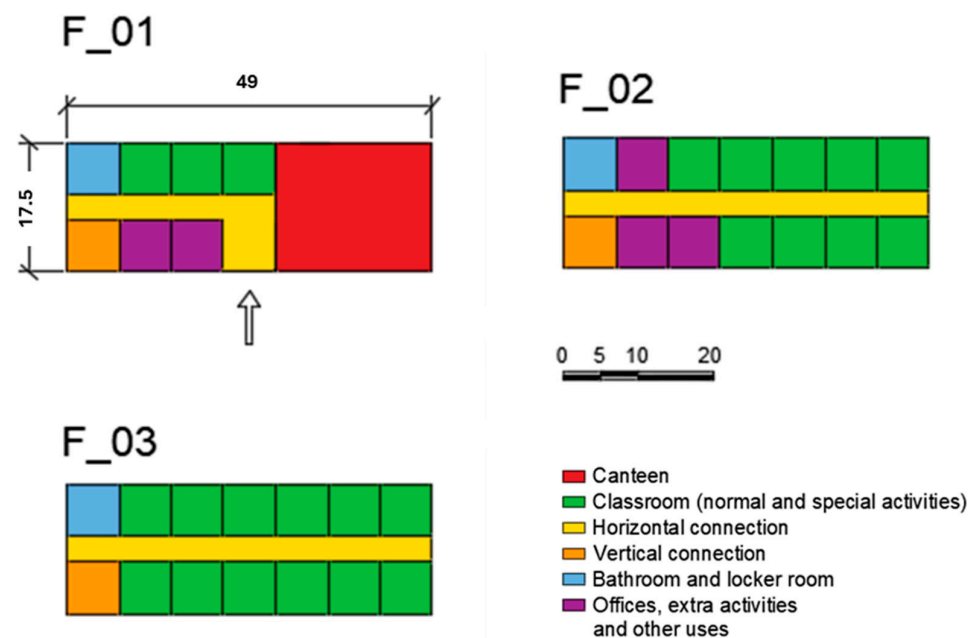 F_01
49
17.5
F_02
0 5 10 20
F_03
Canteen
Classroom (normal and special activities)
Horizontal connection
Vertical connection
Bathroom and locker room
Offices, extra activities
and other uses